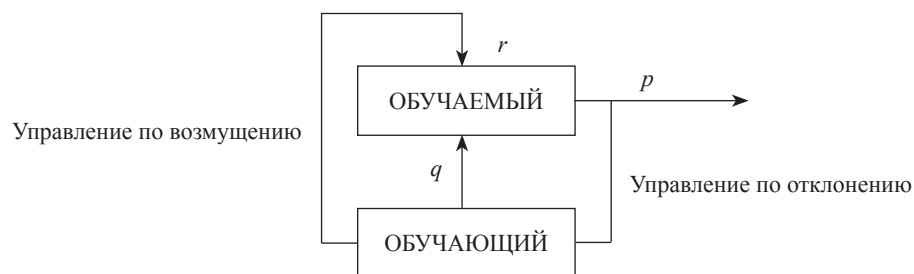 r
ОБУЧАЕМЫЙ
p
Управление по возмущению
q
Управление по отклонению
ОБУЧАЮЩИЙ